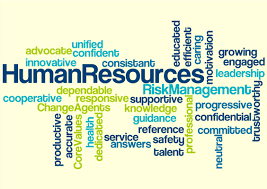 unified
advocate
confident
educated
efficient
caring
motivation
growing
engaged
innovative
consistant
leadership
HumanResources
dependable
RiskManagement
cooperative
responsive
supportive
progressive
trustworthy
ChangeAgents
knowledge
professional
confidential
guidance
productive
accurate
CoreValues
health
dedicated
reference
committed
service
safety
answers
talent
neutral